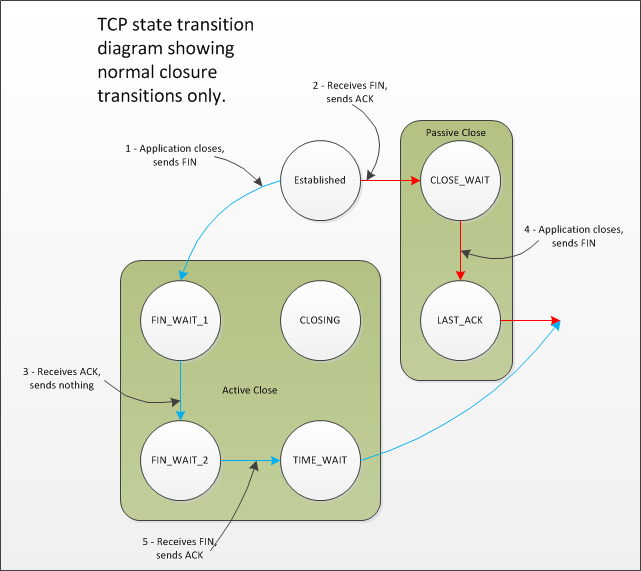 TCP state transition
diagram showing
normal closure
transitions only.
2 - Receives FIN,
sends ACK
Passive Close
1 - Application closes,
sends FIN
Established
CLOSE_WAIT
4 - Application closes,
sends FIN
FIN_WAIT_1
CLOSING
LAST_ACK
3 - Receives ACK,
sends nothing
Active Close
FIN_WAIT_2
TIME_WAIT
5 - Receives FIN,
sends ACK